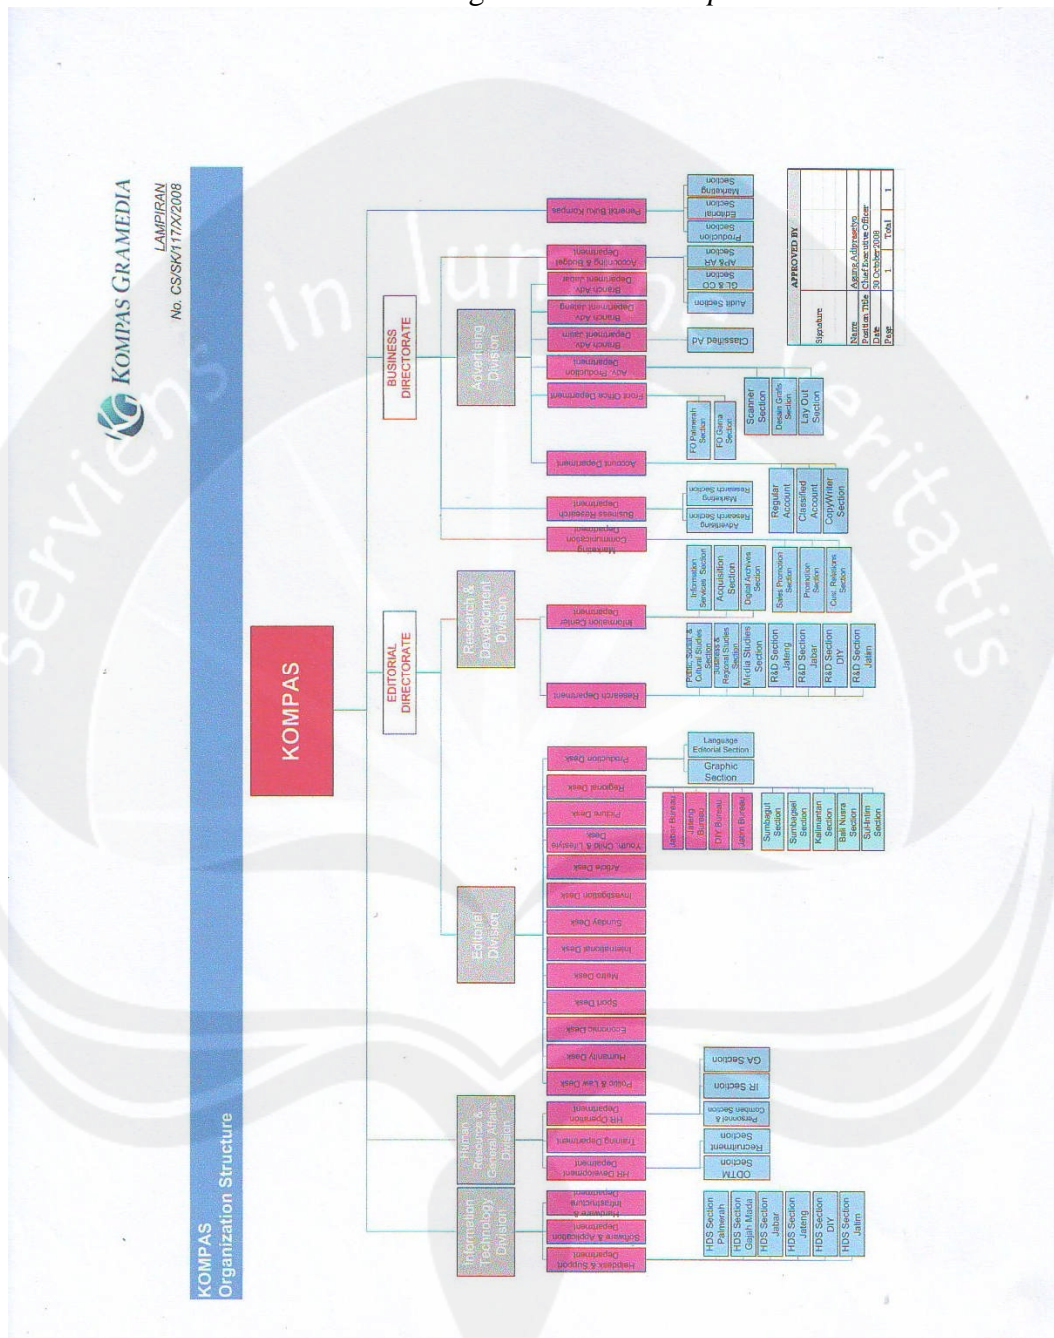 KOMPAS GRAMEDIA
LAMPIRAN
No. CS/SK/117/X/2008
KOMPAS
Organization Structure
KOMPAS
EDITORIAL
DIRECTORATE
BUSINESS
DIRECTORATE
Information
Technology
Division
Human
Resource &
General Affairs
Division
Editorial
Division
Research &
Development
Division
Advertising
Division
Helpdesk & Support
Department
Software & Application
Department
Hardware &
Infrastructure
Department
HR Development
Department
Training Department
HR Operation
Department
Politic & Law Desk
Humanity Desk
Economic Desk
Sport Desk
Metro Desk
International Desk
Sunday Desk
Investigation Desk
Article Desk
Youth, Child & Lifestyle
Desk
Picture Desk
Regional Desk
Production Desk
Research Department
Information Center
Department
Marketing
Communication
Department
Business Research
Department
Account Department
Front Office Department
Adv. Production
Department
Branch Adv.
Department Jatim
Branch Adv.
Department Jateng
Branch Adv.
Department Jabar
Accounting & Budget
Department
Penerbit Buku Kompas
HDS Section
Palmerah
HDS Section
Gajah Mada
HDS Section
Jabar
HDS Section
Jateng
HDS Section
DIY
HDS Section
Jatim
ODTM
Section
Recruitment
Section
Personnel &
Comben Section
IR Section
GA Section
Jabar Bureau
Jateng
Bureau
DIY Bureau
Jatim Bureau
Sumbagut
Section
Sumbagsel
Section
Kalimantan
Section
Bali Nusra
Section
Sul-Intim
Section
Graphic
Section
Language
Editorial Section
Public, Social, &
Cultural Studies
Section
Business &
Regional Studies
Section
Media Studies
Section
R&D Section
Jateng
R&D Section
Jabar
R&D Section
DIY
R&D Section
Jatim
Information
Services Section
Acquisition
Section
Digital Archives
Section
Sales Promotion
Section
Promotion
Section
Cust. Relations
Section
Advertising
Research Section
Marketing
Research Section
Regular
Account
Classified
Account
CopyWriter
Section
FO Palmerah
Section
FO Gama
Section
Scanner
Section
Desain Grafis
Section
Lay Out
Section
Classified Ad
Audit Section
GL & CO
Section
AP & AR
Section
Production
Section
Editorial
Section
Marketing
Section
APPROVED BY
Signature
Name Agung Adiprasetyo
Position Title Chief Executive Officer
Date 30 October 2008
Page 1 Total 1
serviens in lumine veritatis